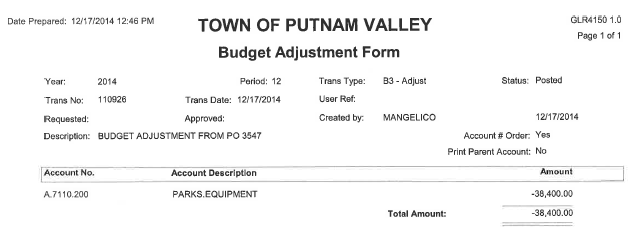 Date Prepared: 12/17/2014 12:46 PM
TOWN OF PUTNAM VALLEY
GLR4150 1.0
Page 1 of 1
Budget Adjustment Form
Year: 2014 Period: 12 Trans Type: B3 - Adjust Status: Posted
Trans No: 110926 Trans Date: 12/17/2014 User Ref:
Requested: Approved: Created by: MANGELICO 12/17/2014
Description: BUDGET ADJUSTMENT FROM PO 3547 Account # Order: Yes
Print Parent Account: No
Account No. Account Description Amount
A.7110.200 PARKS.EQUIPMENT -38,400.00
Total Amount: -38,400.00